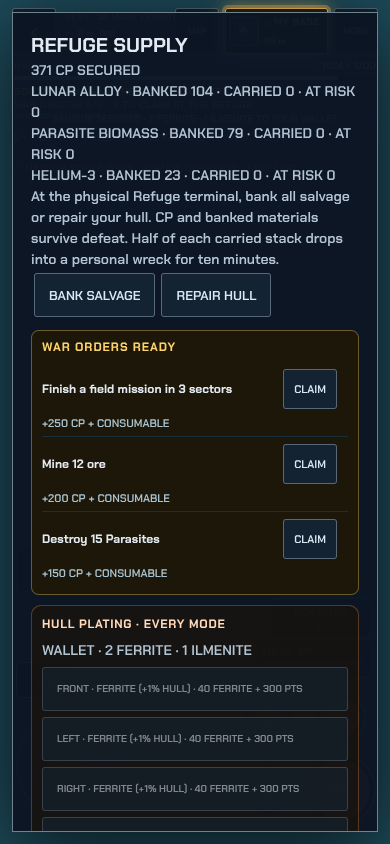 REFUGE SUPPLY
371 CP SECURED
LUNAR ALLOY · BANKED 104 · CARRIED 0 · AT RISK
0
PARASITE BIOMASS · BANKED 79 · CARRIED 0 · AT
RISK 0
HELIUM-3 · BANKED 23 · CARRIED 0 · AT RISK 0
At the physical Refuge terminal, bank all salvage
or repair your hull. CP and banked materials
survive defeat. Half of each carried stack drops
into a personal wreck for ten minutes.
BANK SALVAGE REPAIR HULL
WAR ORDERS READY
Finish a field mission in 3 sectors CLAIM
+250 CP + CONSUMABLE
Mine 12 ore CLAIM
+200 CP + CONSUMABLE
Destroy 15 Parasites CLAIM
+150 CP + CONSUMABLE
HULL PLATING · EVERY MODE
WALLET · 2 FERRITE · 1 ILMENITE
FRONT · FERRITE (+1% HULL) · 40 FERRITE + 300 PTS
LEFT · FERRITE (+1% HULL) · 40 FERRITE + 300 PTS
RIGHT · FERRITE (+1% HULL) · 40 FERRITE + 300 PTS